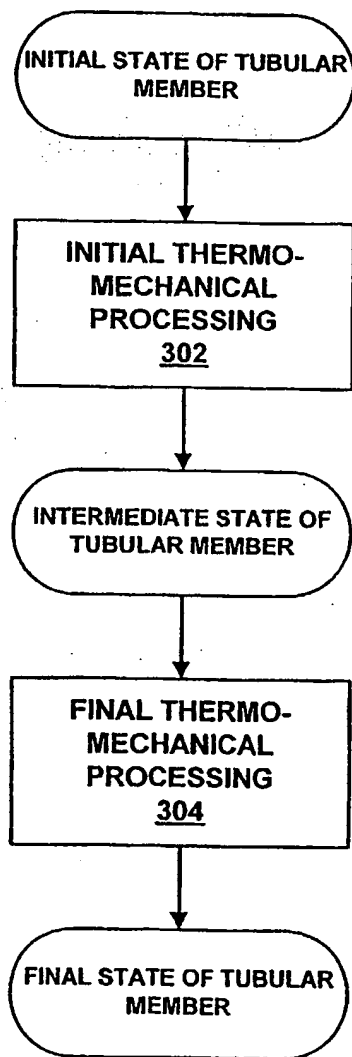 INITIAL STATE OF TUBULAR
MEMBER
INITIAL THERMO-
MECHANICAL
PROCESSING
302
INTERMEDIATE STATE OF
TUBULAR MEMBER
FINAL THERMO-
MECHANICAL
PROCESSING
304
FINAL STATE OF TUBULAR
MEMBER